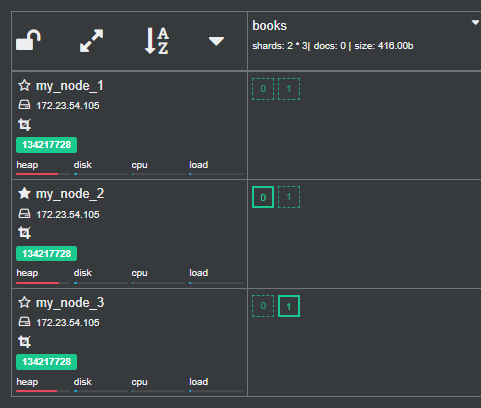 A
Z
books
shards: 2 * 3| docs: 0 | size: 416.00b
my_node_1
172.23.54.105
134217728
heap disk cpu load
0 1
my_node_2
172.23.54.105
134217728
heap disk cpu load
0 1
my_node_3
172.23.54.105
134217728
heap disk cpu load
0 1